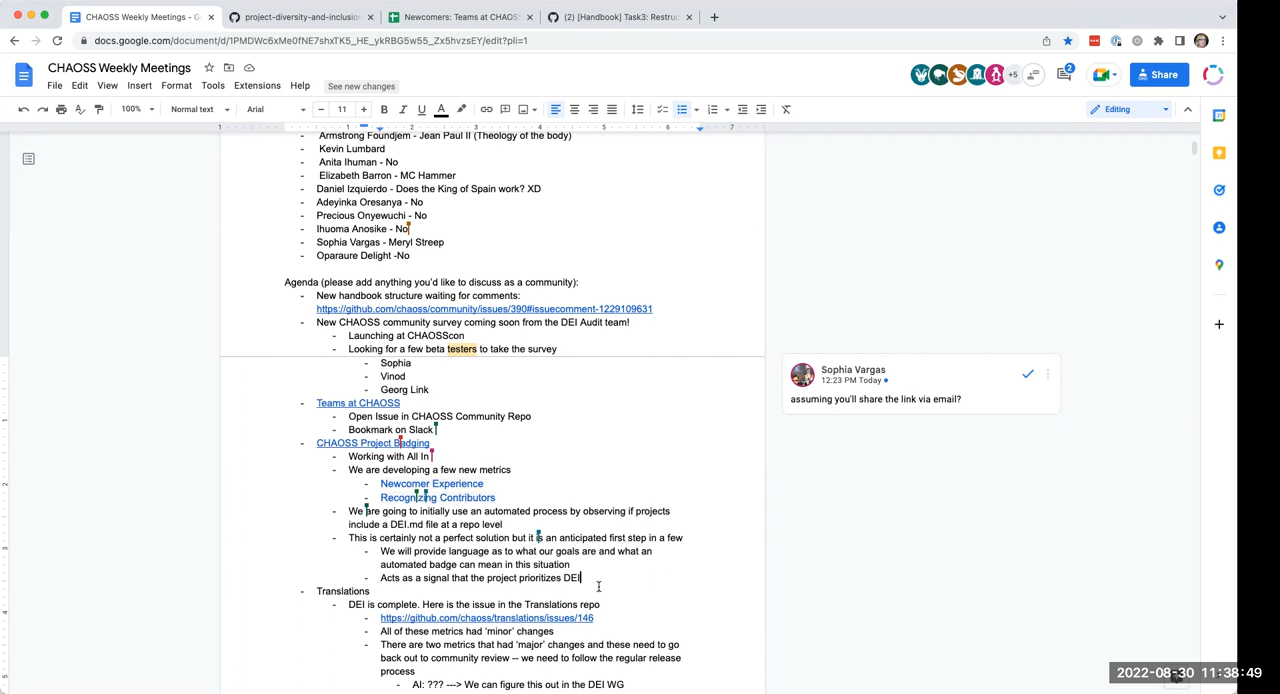 CHAOSS Weekly Meetings - G
project-diversity-and-inclusion
Newcomers: Teams at CHAOS
(2) [Handbook] Task3: Restruc
docs.google.com/document/d/1PMDWc6xMe0fNE7shxTK5_HE_ykRBG5w55_Zx5hvzsEY/edit?pli=1
CHAOSS Weekly Meetings
File Edit View Insert Format Tools Extensions Help See new changes
+5
2
Share
100% Normal text Arial 11 Editing
1 1 2 3 4 5 6 7
Armstrong Foundjem - Jean Paul II (Theology of the body)
- Kevin Lumbard
- Anita Ihuman - No
- Elizabeth Barron - MC Hammer
- Daniel Izquierdo - Does the King of Spain work? XD
- Adeyinka Oresanya - No
- Precious Onyewuchi - No
- Ihuoma Anosike - No
- Sophia Vargas - Meryl Streep
- Oparaure Delight -No
Agenda (please add anything you'd like to discuss as a community):
- New handbook structure waiting for comments:
https://github.com/chaoss/community/issues/390#issuecomment-1229109631
- New CHAOSS community survey coming soon from the DEI Audit team!
- Launching at CHAOSScon
- Looking for a few beta testers to take the survey
- Sophia
- Vinod
- Georg Link
- Teams at CHAOSS
- Open Issue in CHAOSS Community Repo
- Bookmark on Slack
- CHAOSS Project Badging
- Working with All In
- We are developing a few new metrics
- Newcomer Experience
- Recognizing Contributors
- We are going to initially use an automated process by observing if projects
include a DEI.md file at a repo level
- This is certainly not a perfect solution but it is an anticipated first step in a few
- We will provide language as to what our goals are and what an
automated badge can mean in this situation
- Acts as a signal that the project prioritizes DEI
- Translations
- DEI is complete. Here is the issue in the Translations repo
- https://github.com/chaoss/translations/issues/146
- All of these metrics had 'minor' changes
- There are two metrics that had 'major' changes and these need to go
back out to community review -- we need to follow the regular release
process
- AI: ??? ---> We can figure this out in the DEI WG
Sophia Vargas
12:23 PM Today
assuming you'll share the link via email?
2022-08-30 11:38:49